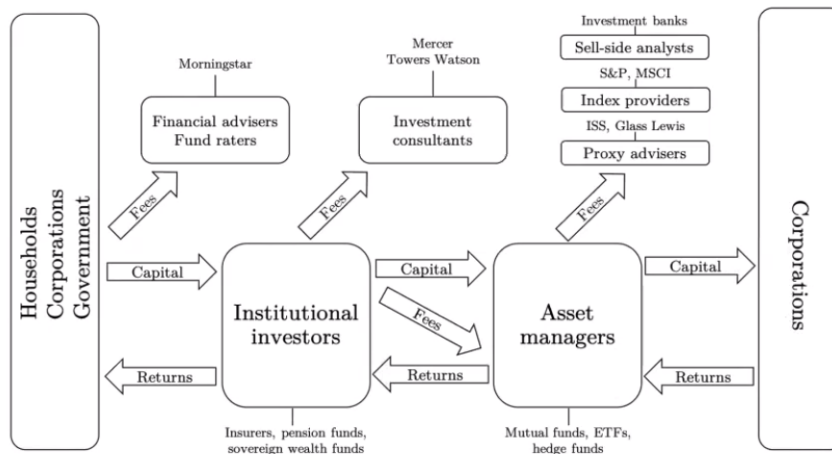 Households
Corporations
Government
Morningstar
Financial advisers
Fund raters
Fees
Capital
Returns
Mercer
Towers Watson
Investment
consultants
Fees
Institutional
investors
Insurers, pension funds,
sovereign wealth funds
Capital
Fees
Returns
Investment banks
Sell-side analysts
S&P, MSCI
Index providers
ISS, Glass Lewis
Proxy advisers
Fees
Asset
managers
Mutual funds, ETFs,
hedge funds
Capital
Returns
Corporations